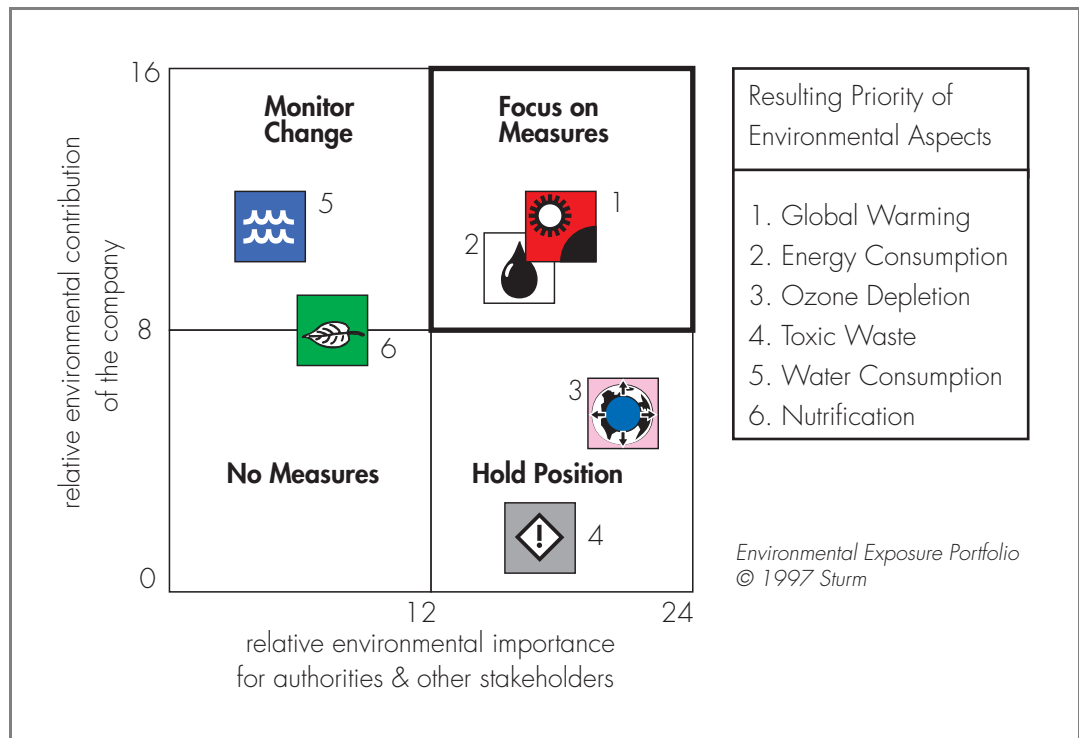 16
Monitor
Change
Focus on
Measures
5
1
2
relative environmental contribution
of the company
8
6
3
No Measures
Hold Position
4
0
12
24
relative environmental importance
for authorities & other stakeholders
Resulting Priority of
Environmental Aspects
1. Global Warming
2. Energy Consumption
3. Ozone Depletion
4. Toxic Waste
5. Water Consumption
6. Nutrification
Environmental Exposure Portfolio
© 1997 Sturm